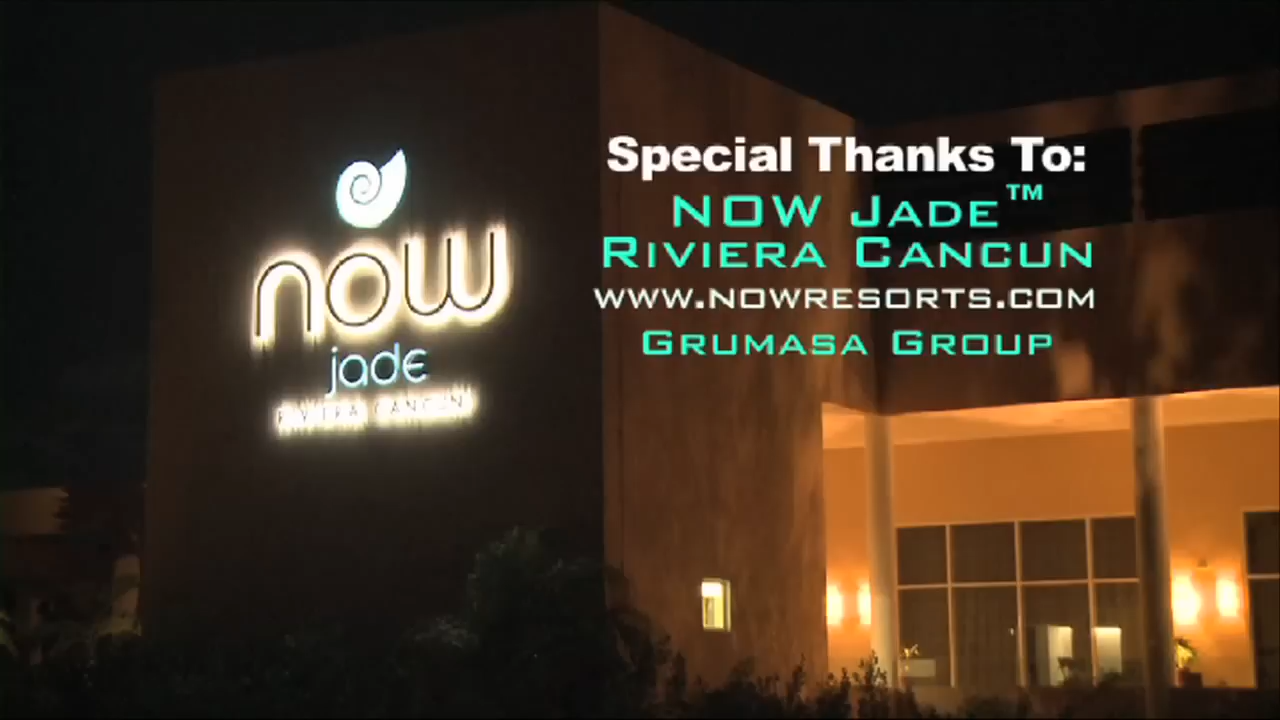 now
jade
RIVIERA CANCUN
Special Thanks To:
NOW JADE™
RIVIERA CANCUN
WWW.NOWRESORTS.COM
GRUMASA GROUP